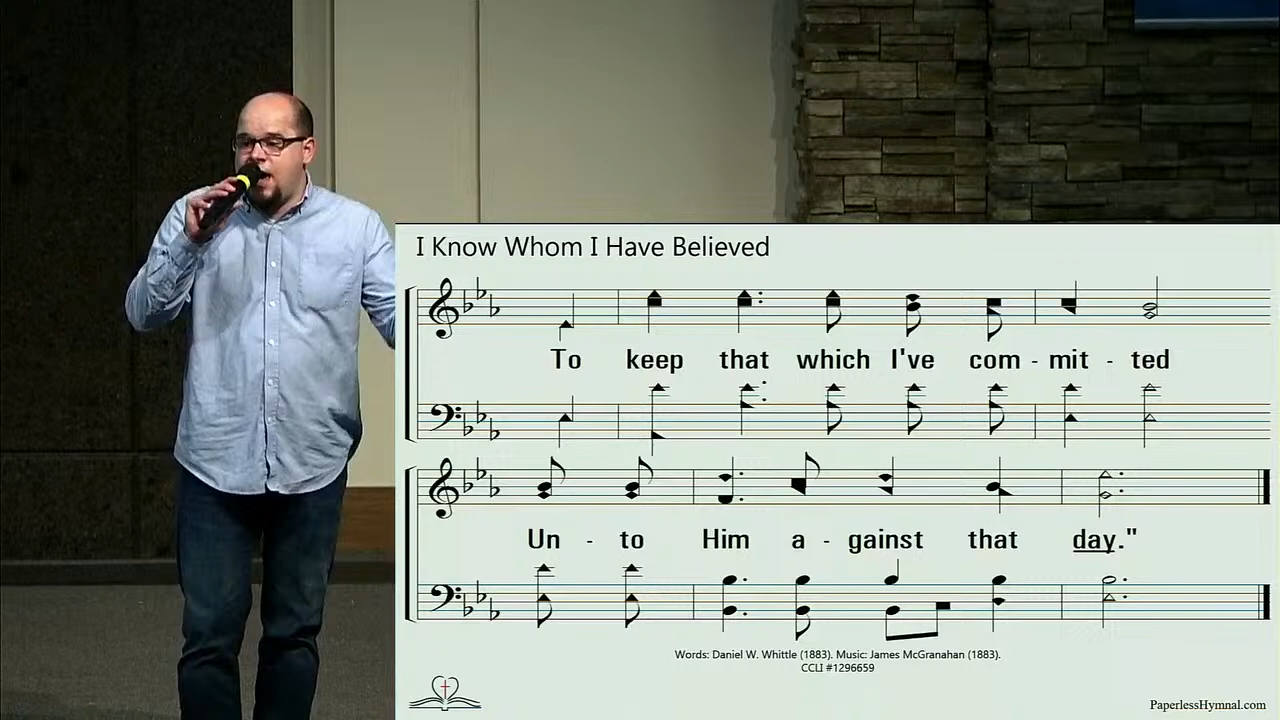 I Know Whom I Have Believed
To keep that which I've com - mit - ted
Un - to Him a - gainst that day."
Words: Daniel W. Whittle (1883). Music: James McGranahan (1883).
CCLI #1296659
PaperlessHymnal.com